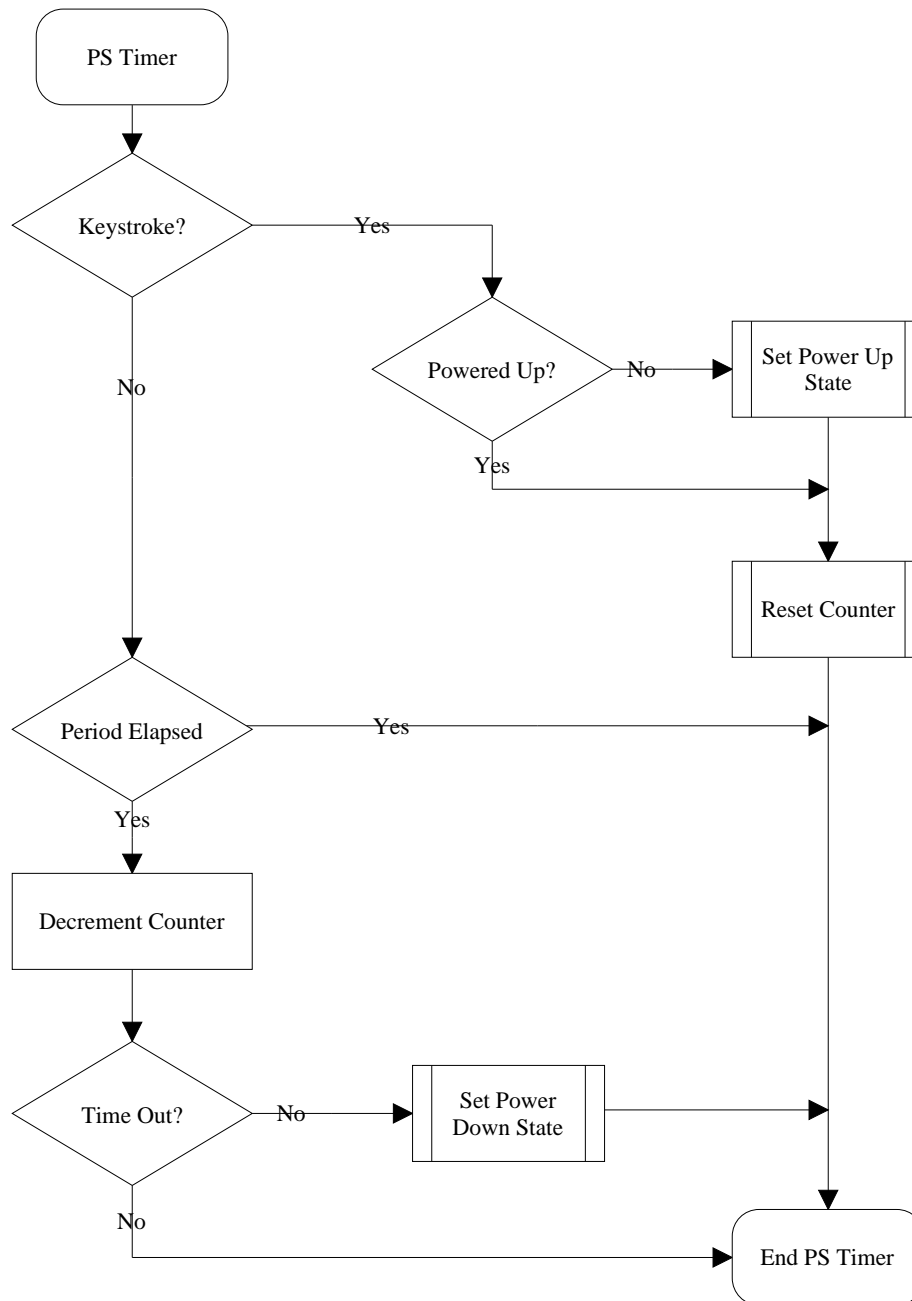 PS Timer
Keystroke?
Yes
No
Powered Up?
No
Set Power Up
State
Yes
Reset Counter
Period Elapsed
Yes
Yes
Decrement Counter
Time Out?
No
Set Power
Down State
No
End PS Timer